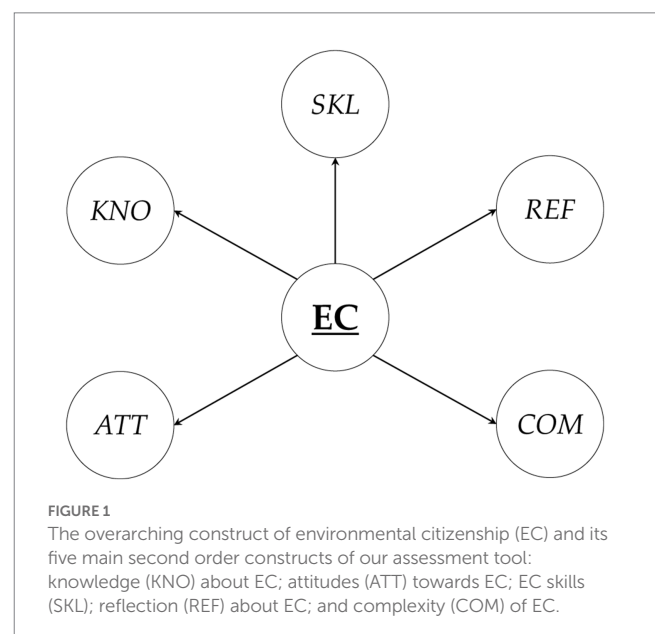 SKL
KNO
REF
EC
ATT
COM
FIGURE 1
The overarching construct of environmental citizenship (EC) and its
five main second order constructs of our assessment tool:
knowledge (KNO) about EC; attitudes (ATT) towards EC; EC skills
(SKL); reflection (REF) about EC; and complexity (COM) of EC.